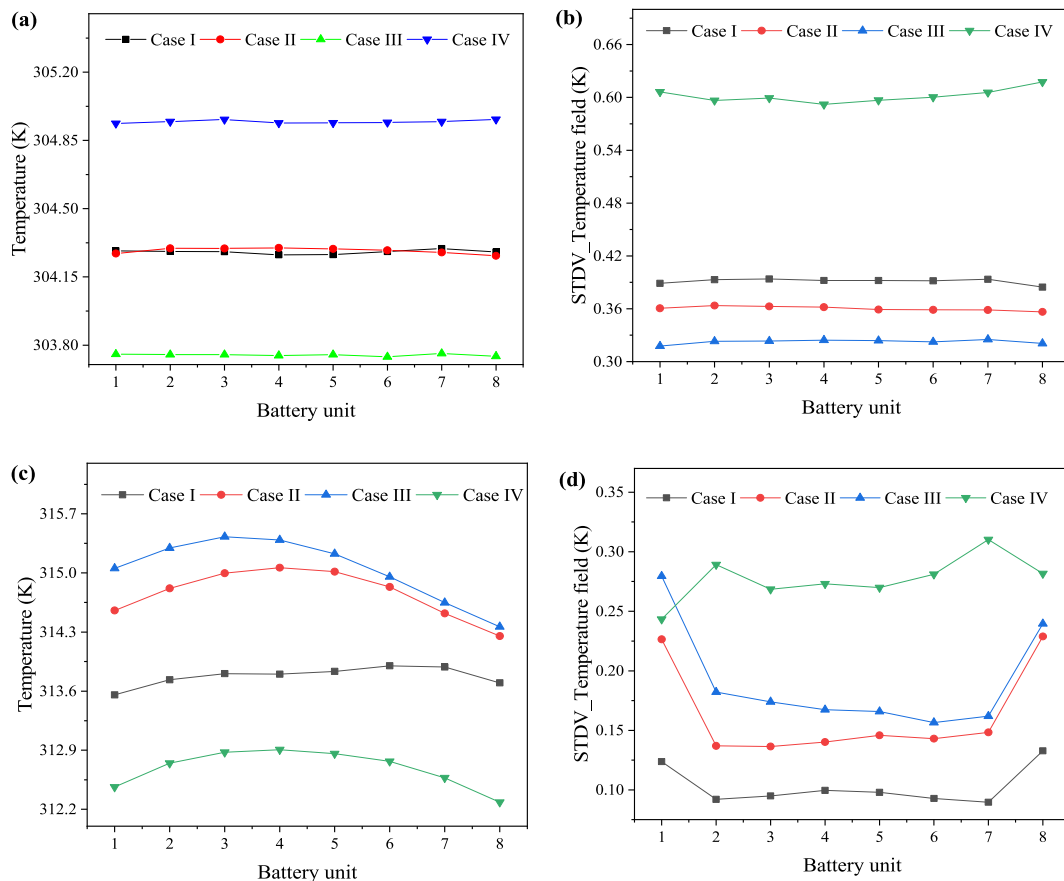 (a)
Case I Case II Case III Case IV
305.20
304.85
304.50
304.15
303.80
Temperature (K)
1 2 3 4 5 6 7 8
Battery unit
(b)
Case I Case II Case III Case IV
0.66
0.60
0.54
0.48
0.42
0.36
0.30
STDV_Temperature field (K)
1 2 3 4 5 6 7 8
Battery unit
(c)
Case I Case II Case III Case IV
315.7
315.0
314.3
313.6
312.9
312.2
Temperature (K)
1 2 3 4 5 6 7 8
Battery unit
(d)
Case I Case II Case III Case IV
0.35
0.30
0.25
0.20
0.15
0.10
STDV_Temperature field (K)
1 2 3 4 5 6 7 8
Battery unit